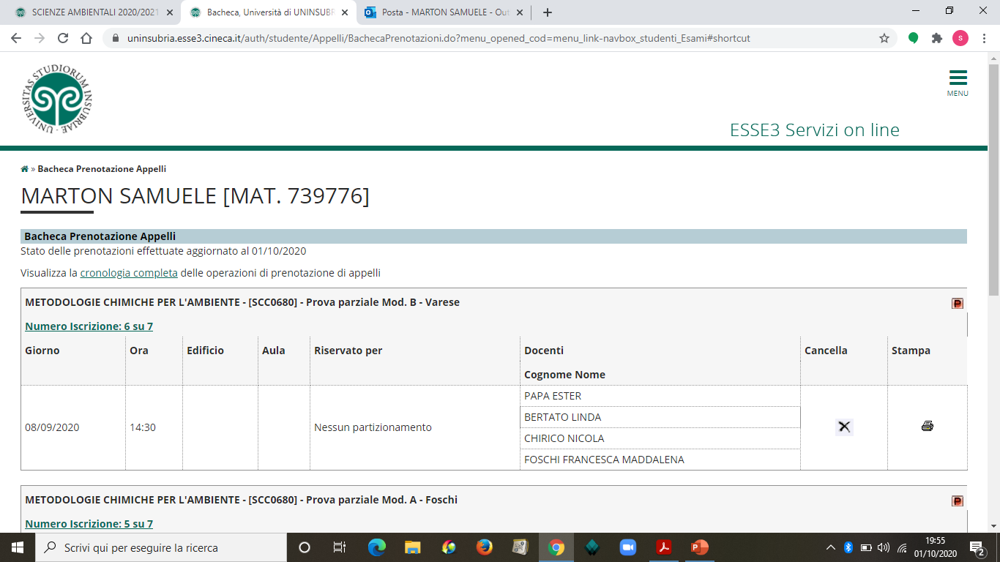 SCIENZE AMBIENTALI 2020/2021
Bacheca, Università di UNINSUBR
Posta - MARTON SAMUELE - Out
uninsubria.esse3.cineca.it/auth/studente/Appelli/BachecaPrenotazioni.do?menu_opened_cod=menu_link-navbox_studenti_Esami#shortcut
s
UNIVERSITAS STUDIORUM INSUBRIAE
MENU
ESSE3 Servizi on line
» Bacheca Prenotazione Appelli
MARTON SAMUELE [MAT. 739776]
Bacheca Prenotazione Appelli
Stato delle prenotazioni effettuate aggiornato al 01/10/2020
Visualizza la cronologia completa delle operazioni di prenotazione di appelli
METODOLOGIE CHIMICHE PER L'AMBIENTE - [SCC0680] - Prova parziale Mod. B - Varese
P
Numero Iscrizione: 6 su 7
Giorno Ora Edificio Aula Riservato per Docenti Cancella Stampa
Cognome Nome
PAPA ESTER
BERTATO LINDA
08/09/2020 14:30 Nessun partizionamento
CHIRICO NICOLA
FOSCHI FRANCESCA MADDALENA
METODOLOGIE CHIMICHE PER L'AMBIENTE - [SCC0680] - Prova parziale Mod. A - Foschi
P
Numero Iscrizione: 5 su 7
Scrivi qui per eseguire la ricerca
19:55
01/10/2020
2